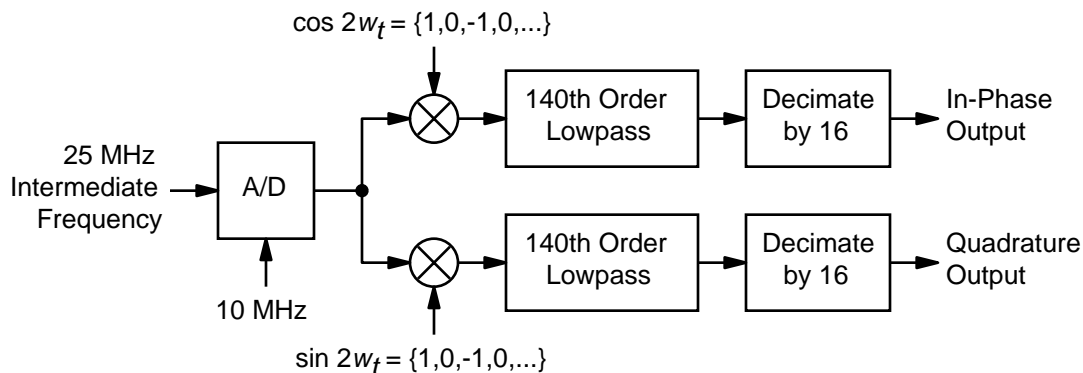 cos 2wt = {1,0,-1,0,...}
140th Order
Lowpass
Decimate
by 16
In-Phase
Output
25 MHz
Intermediate
Frequency
A/D
10 MHz
140th Order
Lowpass
Decimate
by 16
Quadrature
Output
sin 2wt = {1,0,-1,0,...}